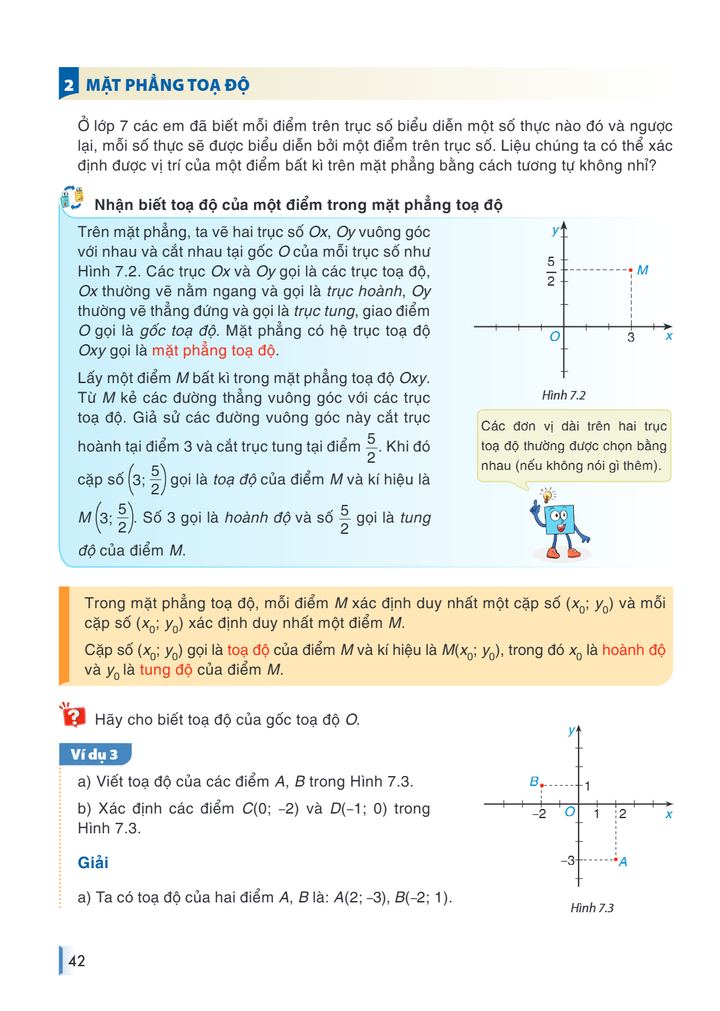 2 MẶT PHẲNG TOẠ ĐỘ
Ở lớp 7 các em đã biết mỗi điểm trên trục số biểu diễn một số thực nào đó và ngược
lại, mỗi số thực sẽ được biểu diễn bởi một điểm trên trục số. Liệu chúng ta có thể xác
định được vị trí của một điểm bất kì trên mặt phẳng bằng cách tương tự không nhỉ?
Nhận biết toạ độ của một điểm trong mặt phẳng toạ độ
Trên mặt phẳng, ta vẽ hai trục số Ox, Oy vuông góc
với nhau và cắt nhau tại gốc O của mỗi trục số như
Hình 7.2. Các trục Ox và Oy gọi là các trục toạ độ,
Ox thường vẽ nằm ngang và gọi là trục hoành, Oy
thường vẽ thẳng đứng và gọi là trục tung, giao điểm
O gọi là gốc toạ độ. Mặt phẳng có hệ trục toạ độ
Oxy gọi là mặt phẳng toạ độ.
Lấy một điểm M bất kì trong mặt phẳng toạ độ Oxy.
Từ M kẻ các đường thẳng vuông góc với các trục
toạ độ. Giả sử các đường vuông góc này cắt trục
hoành tại điểm 3 và cắt trục tung tại điểm 5/2. Khi đó
cặp số (3; 5/2) gọi là toạ độ của điểm M và kí hiệu là
M(3; 5/2). Số 3 gọi là hoành độ và số 5/2 gọi là tung
độ của điểm M.
y
5/2
M
O
3
x
Hình 7.2
Các đơn vị dài trên hai trục
toạ độ thường được chọn bằng
nhau (nếu không nói gì thêm).
Trong mặt phẳng toạ độ, mỗi điểm M xác định duy nhất một cặp số (x₀; y₀) và mỗi
cặp số (x₀; y₀) xác định duy nhất một điểm M.
Cặp số (x₀; y₀) gọi là toạ độ của điểm M và kí hiệu là M(x₀; y₀), trong đó x₀ là hoành độ
và y₀ là tung độ của điểm M.
? Hãy cho biết toạ độ của gốc toạ độ O.
Ví dụ 3
a) Viết toạ độ của các điểm A, B trong Hình 7.3.
b) Xác định các điểm C(0; –2) và D(–1; 0) trong
Hình 7.3.
Giải
a) Ta có toạ độ của hai điểm A, B là: A(2; –3), B(–2; 1).
y
B
1
–2
O
1
2
x
–3
A
Hình 7.3
42